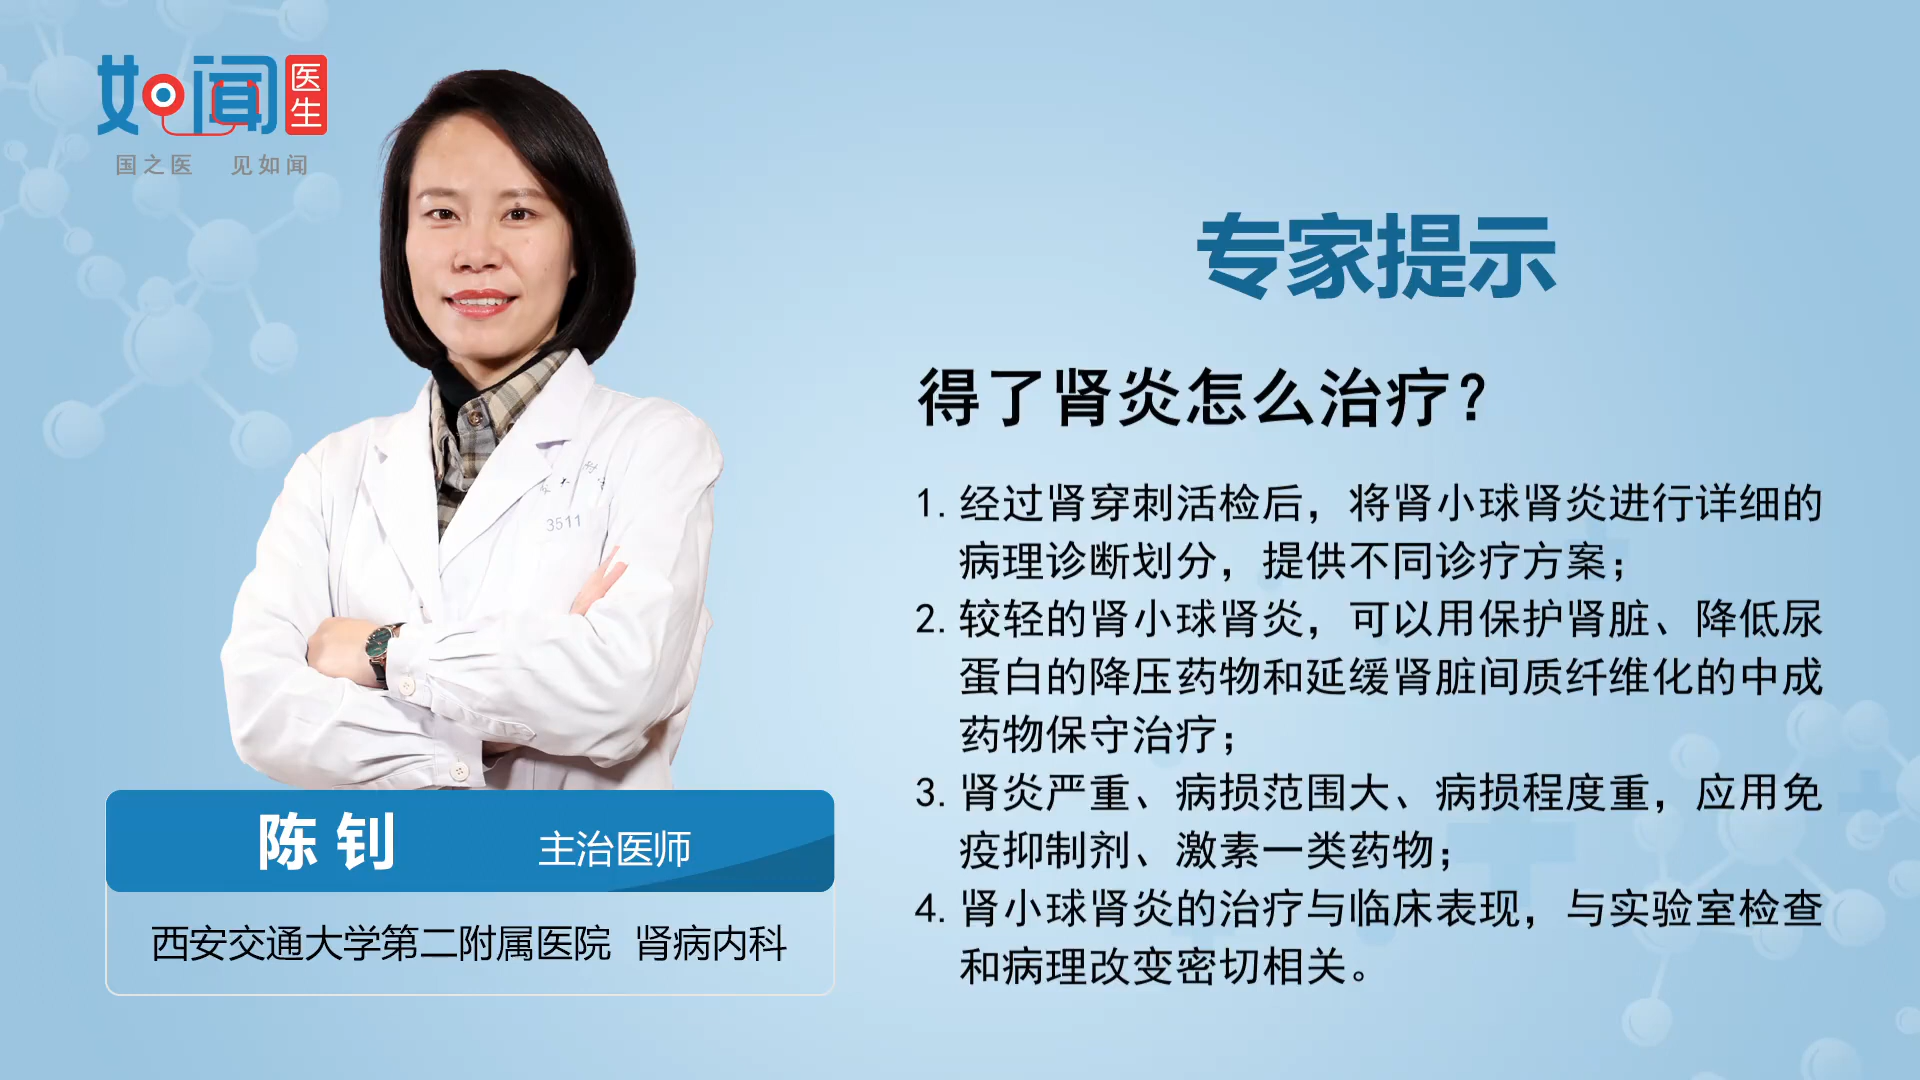 如闻医生
国之医 见如闻
专家提示
得了肾炎怎么治疗？
1. 经过肾穿刺活检后，将肾小球肾炎进行详细的
病理诊断划分，提供不同诊疗方案；
2. 较轻的肾小球肾炎，可以用保护肾脏、降低尿
蛋白的降压药物和延缓肾脏间质纤维化的中成
药物保守治疗；
3. 肾炎严重、病损范围大、病损程度重，应用免
疫抑制剂、激素一类药物；
4. 肾小球肾炎的治疗与临床表现，与实验室检查
和病理改变密切相关。
3511
陈钊 主治医师
西安交通大学第二附属医院 肾病内科